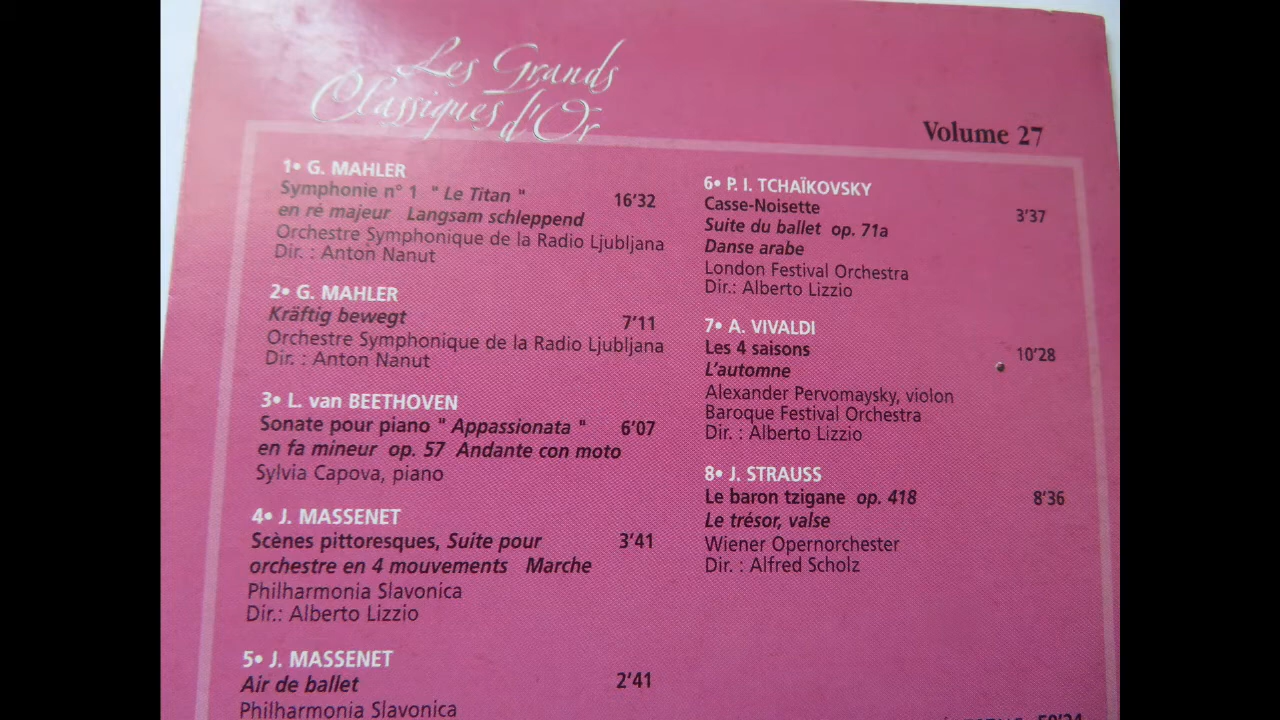 Les Grands
Classiques d'Or
Volume 27
1• G. MAHLER
Symphonie n° 1 " Le Titan " 16'32
en ré majeur Langsam schleppend
Orchestre Symphonique de la Radio Ljubljana
Dir. : Anton Nanut
2• G. MAHLER
Kräftig bewegt 7'11
Orchestre Symphonique de la Radio Ljubljana
Dir. : Anton Nanut
3• L. van BEETHOVEN
Sonate pour piano " Appassionata " 6'07
en fa mineur op. 57 Andante con moto
Sylvia Capova, piano
4• J. MASSENET
Scènes pittoresques, Suite pour 3'41
orchestre en 4 mouvements Marche
Philharmonia Slavonica
Dir.: Alberto Lizzio
5• J. MASSENET
Air de ballet 2'41
Philharmonia Slavonica
6• P. I. TCHAÏKOVSKY
Casse-Noisette 3'37
Suite du ballet op. 71a
Danse arabe
London Festival Orchestra
Dir.: Alberto Lizzio
7• A. VIVALDI
Les 4 saisons 10'28
L'automne
Alexander Pervomaysky, violon
Baroque Festival Orchestra
Dir. : Alberto Lizzio
8• J. STRAUSS
Le baron tzigane op. 418 8'36
Le trésor, valse
Wiener Opernorchester
Dir. : Alfred Scholz